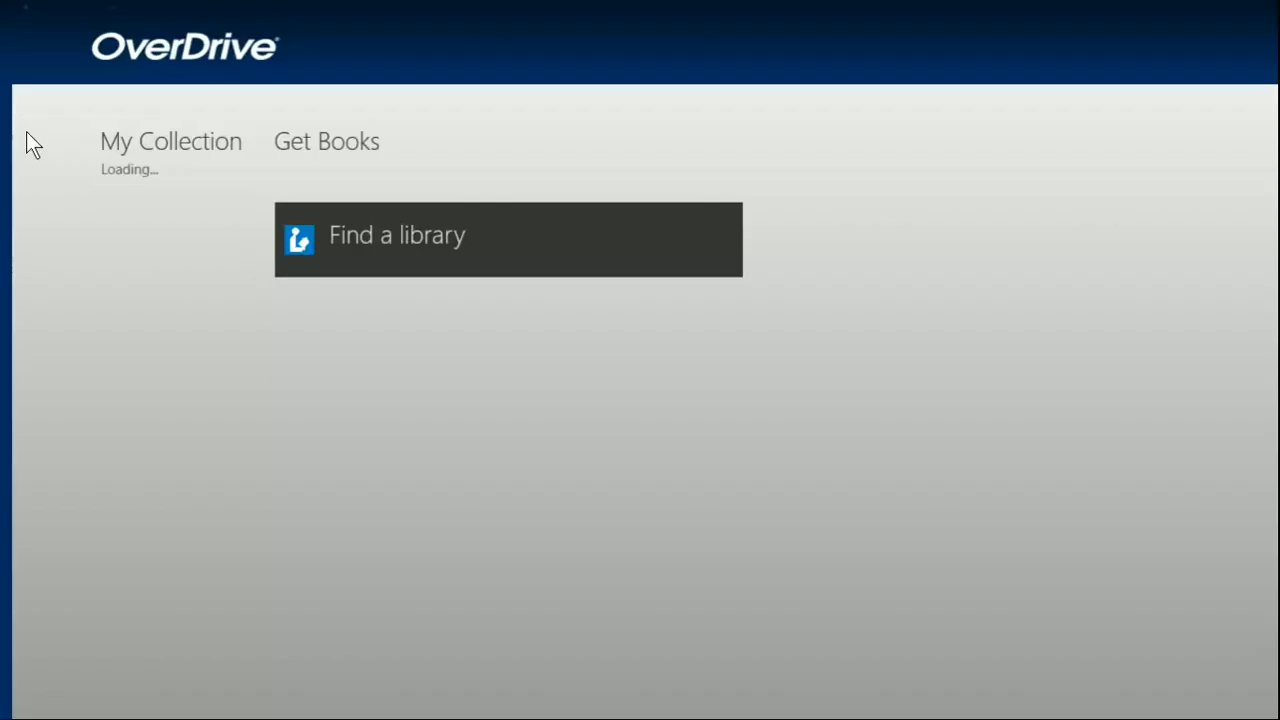 OverDrive
My Collection
Get Books
Loading...
Find a library